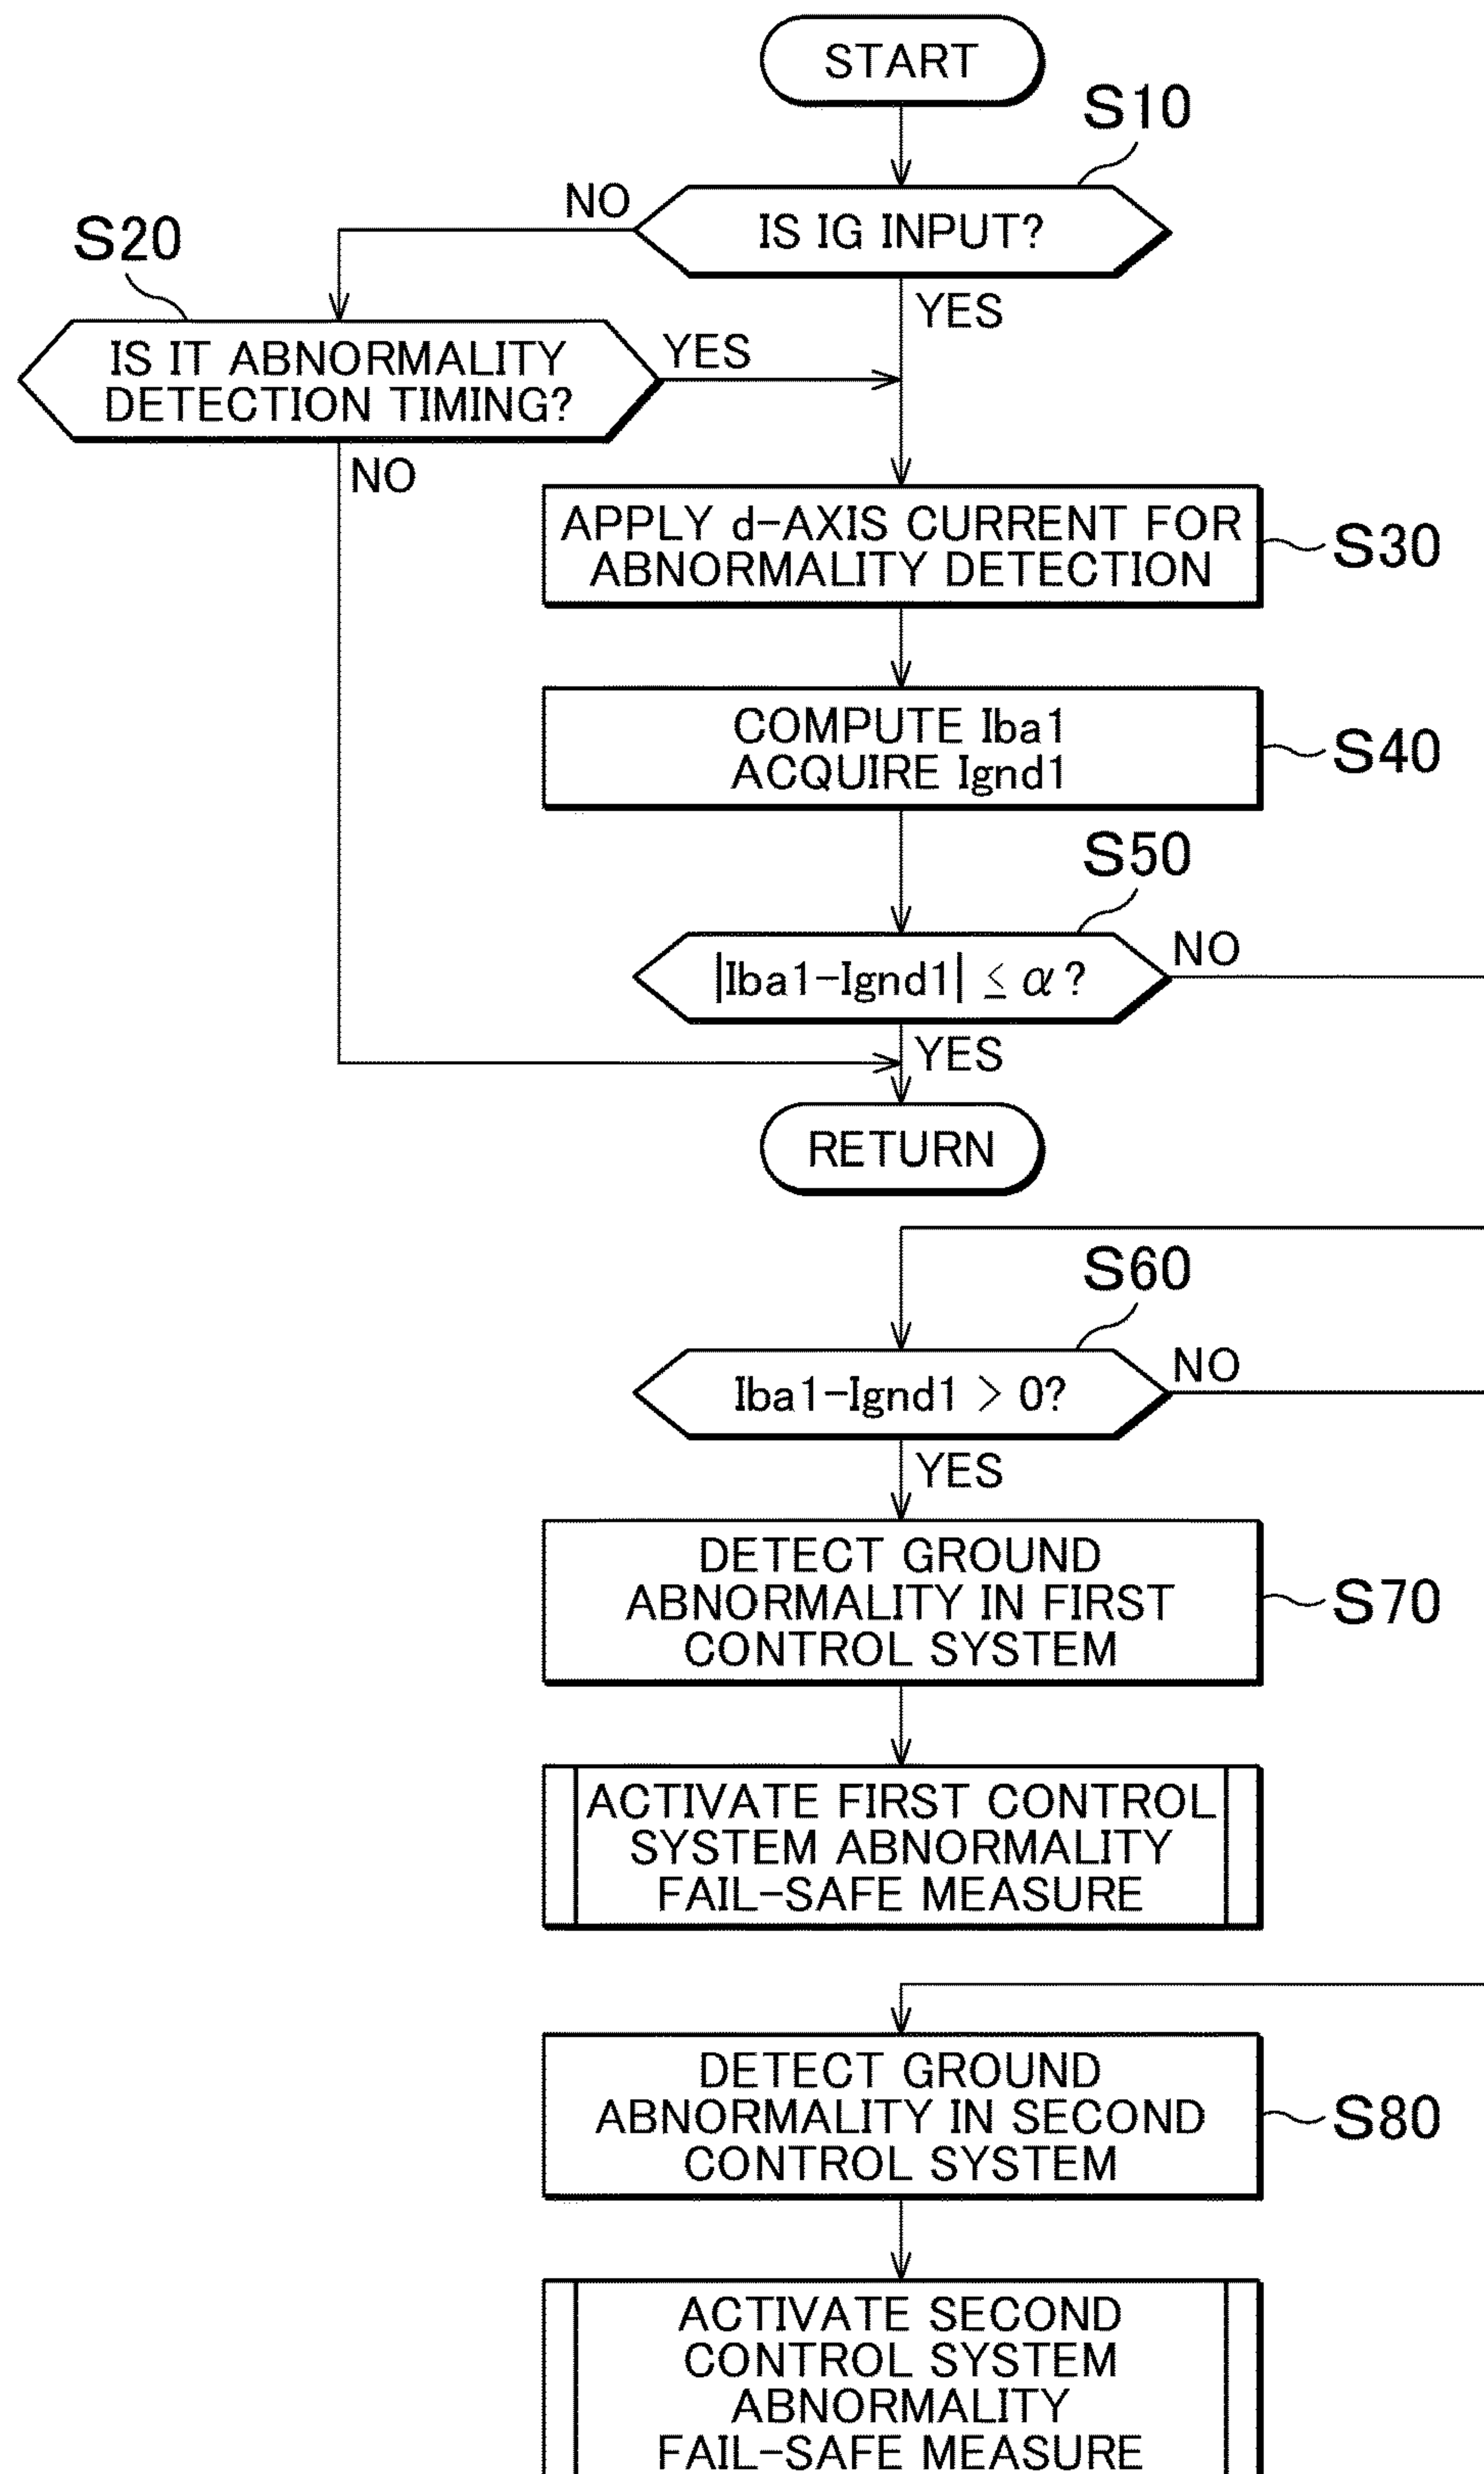 START
S10
IS IG INPUT?
NO
YES
S20
IS IT ABNORMALITY
DETECTION TIMING?
YES
NO
APPLY d-AXIS CURRENT FOR
ABNORMALITY DETECTION
S30
COMPUTE Iba1
ACQUIRE Ignd1
S40
S50
|Iba1-Ignd1| ≤ α?
NO
YES
RETURN
S60
Iba1-Ignd1 > 0?
NO
YES
DETECT GROUND
ABNORMALITY IN FIRST
CONTROL SYSTEM
S70
ACTIVATE FIRST CONTROL
SYSTEM ABNORMALITY
FAIL-SAFE MEASURE
DETECT GROUND
ABNORMALITY IN SECOND
CONTROL SYSTEM
S80
ACTIVATE SECOND
CONTROL SYSTEM
ABNORMALITY
FAIL-SAFE MEASURE